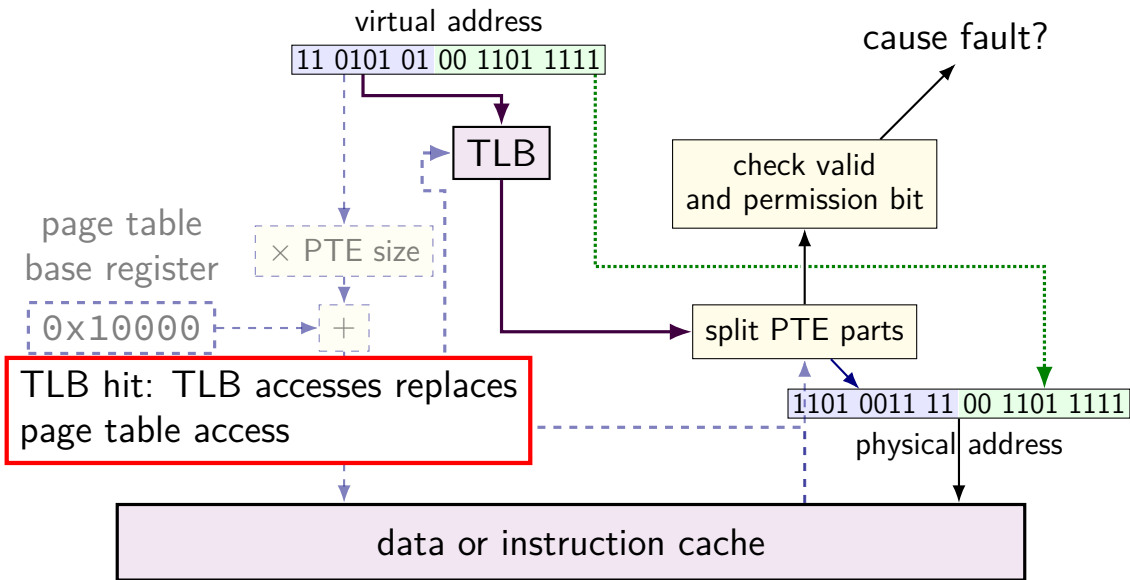 virtual address
11 0101 01 00 1101 1111
cause fault?
TLB
check valid
and permission bit
page table
base register
× PTE size
0x10000
+
split PTE parts
TLB hit: TLB accesses replaces
page table access
1101 0011 11 00 1101 1111
physical address
data or instruction cache